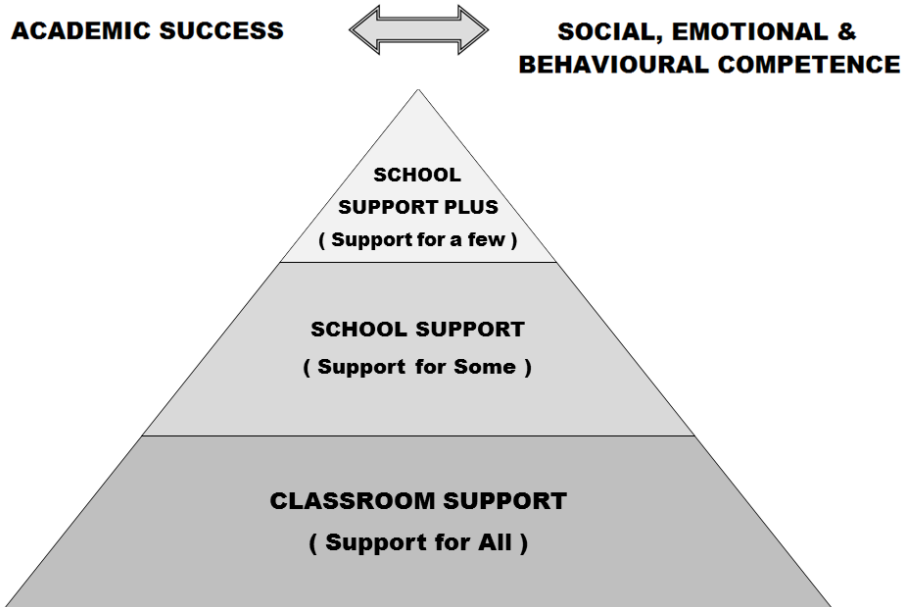 ACADEMIC SUCCESS
SOCIAL, EMOTIONAL &
BEHAVIOURAL COMPETENCE
SCHOOL
SUPPORT PLUS
( Support for a few )
SCHOOL SUPPORT
( Support for Some )
CLASSROOM SUPPORT
( Support for All )